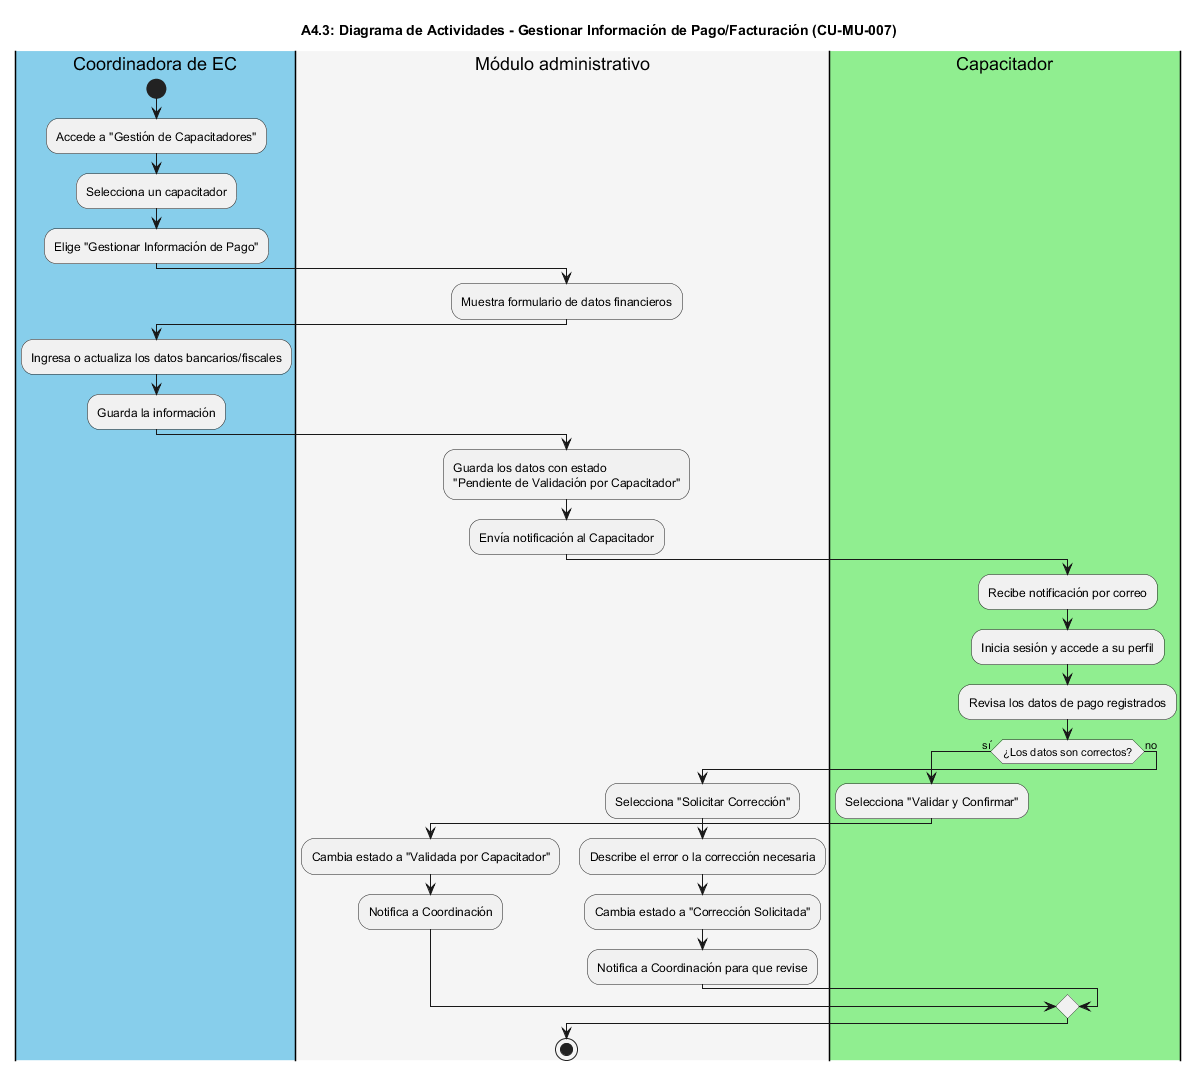 A4.3: Diagrama de Actividades - Gestionar Información de Pago/Facturación (CU-MU-007)
Coordinadora de EC
Módulo administrativo
Capacitador
Accede a "Gestión de Capacitadores"
Selecciona un capacitador
Elige "Gestionar Información de Pago"
Muestra formulario de datos financieros
Ingresa o actualiza los datos bancarios/fiscales
Guarda la información
Guarda los datos con estado
"Pendiente de Validación por Capacitador"
Envía notificación al Capacitador
Recibe notificación por correo
Inicia sesión y accede a su perfil
Revisa los datos de pago registrados
sí
¿Los datos son correctos?
no
Selecciona "Solicitar Corrección"
Selecciona "Validar y Confirmar"
Cambia estado a "Validada por Capacitador"
Describe el error o la corrección necesaria
Notifica a Coordinación
Cambia estado a "Corrección Solicitada"
Notifica a Coordinación para que revise